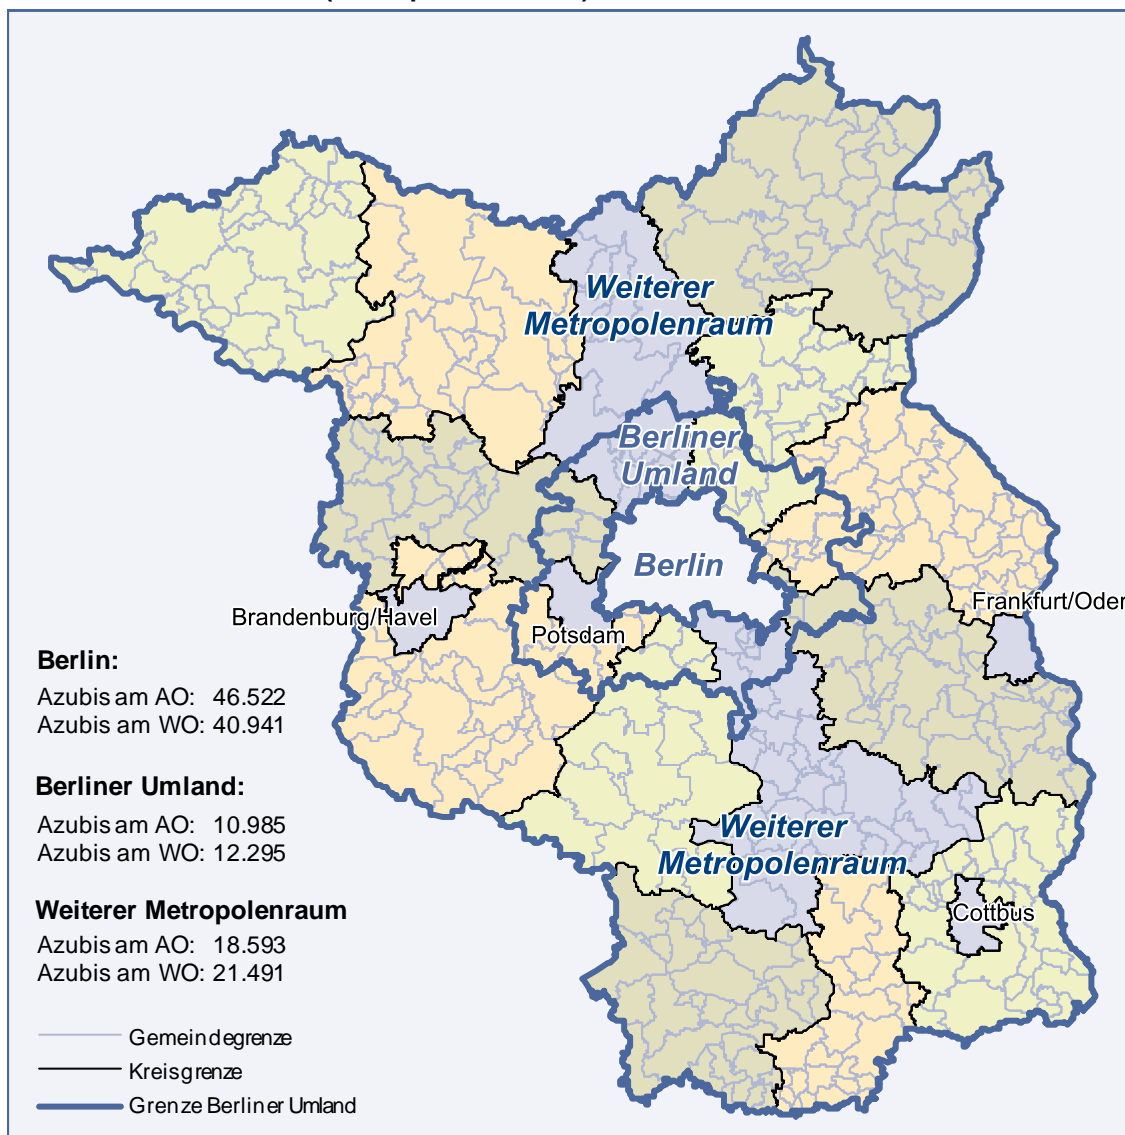 Weiterer
Metropolenraum
Berliner
Umland
Berlin
Brandenburg/Havel
Potsdam
Frankfurt/Oder
Weiterer
Metropolenraum
Cottbus
Berlin:
Azubis am AO: 46.522
Azubis am WO: 40.941
Berliner Umland:
Azubis am AO: 10.985
Azubis am WO: 12.295
Weiterer Metropolenraum
Azubis am AO: 18.593
Azubis am WO: 21.491
Gemeindegrenze
Kreisgrenze
Grenze Berliner Umland